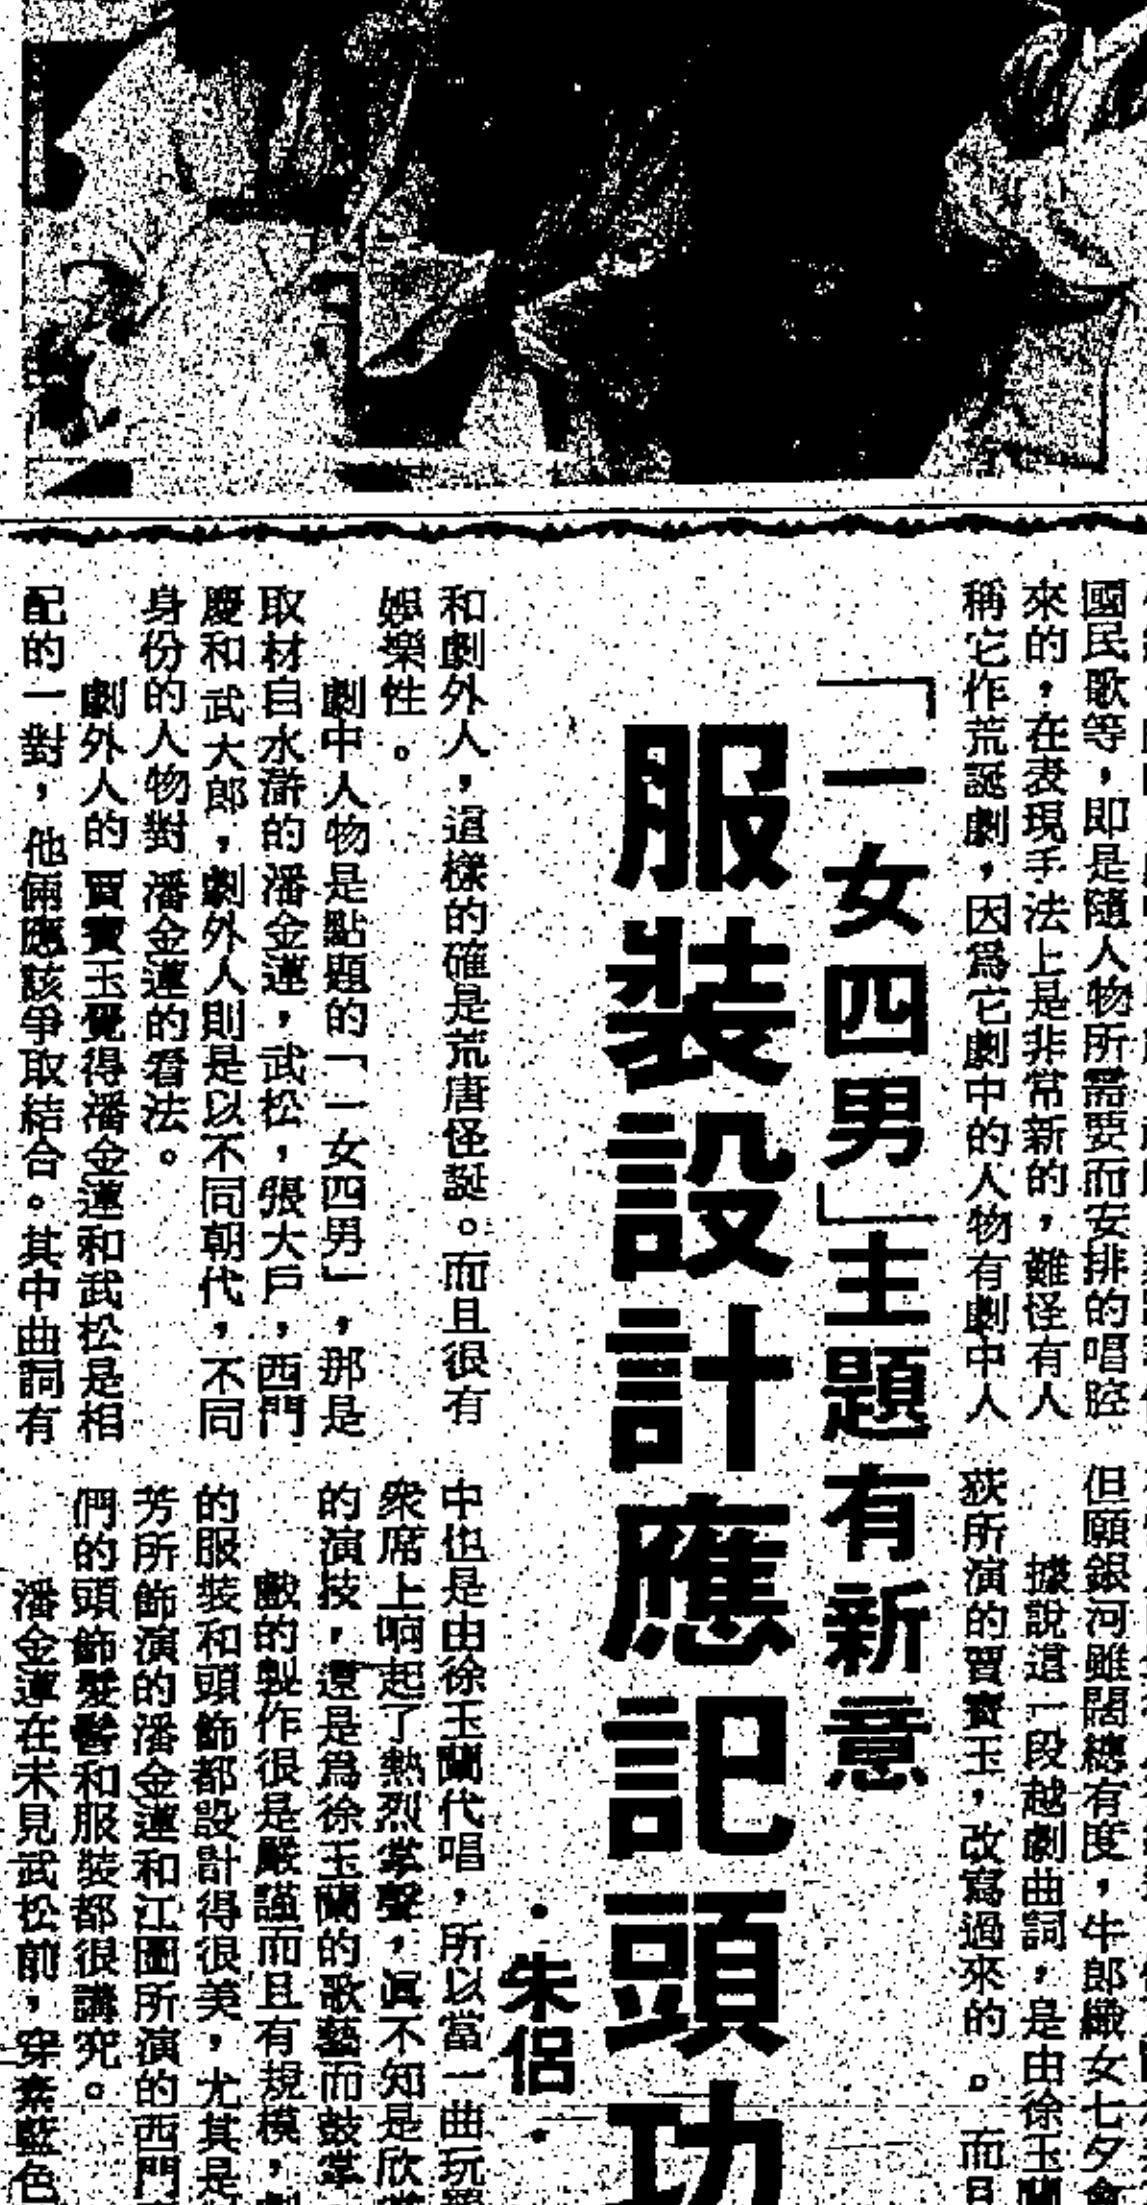 「一女四男」主題有新意
服裝設計應記頭功
·朱侶·
國民歌等，即是隨人物所需要而安排的唱腔
來的，在表現手法上是非常新的，難怪有人
稱它作荒誕劇，因爲它劇中的人物有劇中人
和劇外人，這樣的確是荒唐怪誕。而且很有
娛樂性。
劇中人物是點題的「一女四男」，那是
取材自水滸的潘金蓮，武松，張大戶，西門
慶和武大郎，劇外人則是以不同朝代，不同
身份的人物對潘金蓮的看法。
劇外人的賈寶玉覺得潘金蓮和武松是相
配的一對，他倆應該爭取結合。其中曲詞有
但願銀河雖闊總有度，牛郎織女七夕會
據說這一段越劇曲詞，是由徐玉蘭
荻所演的賈寶玉，改寫過來的。而且
中也是由徐玉蘭代唱，所以當一曲玩
衆席上响起了熱烈掌聲，眞不知是欣
的演技，還是爲徐玉蘭的歌藝而鼓掌
戲的製作很是嚴謹而且有規模，劇
的服裝和頭飾都設計得很美，尤其是
芳所飾演的潘金蓮和江圖所演的西門
們的頭飾髮髻和服裝都很講究。
潘金蓮在未見武松前，穿素藍色